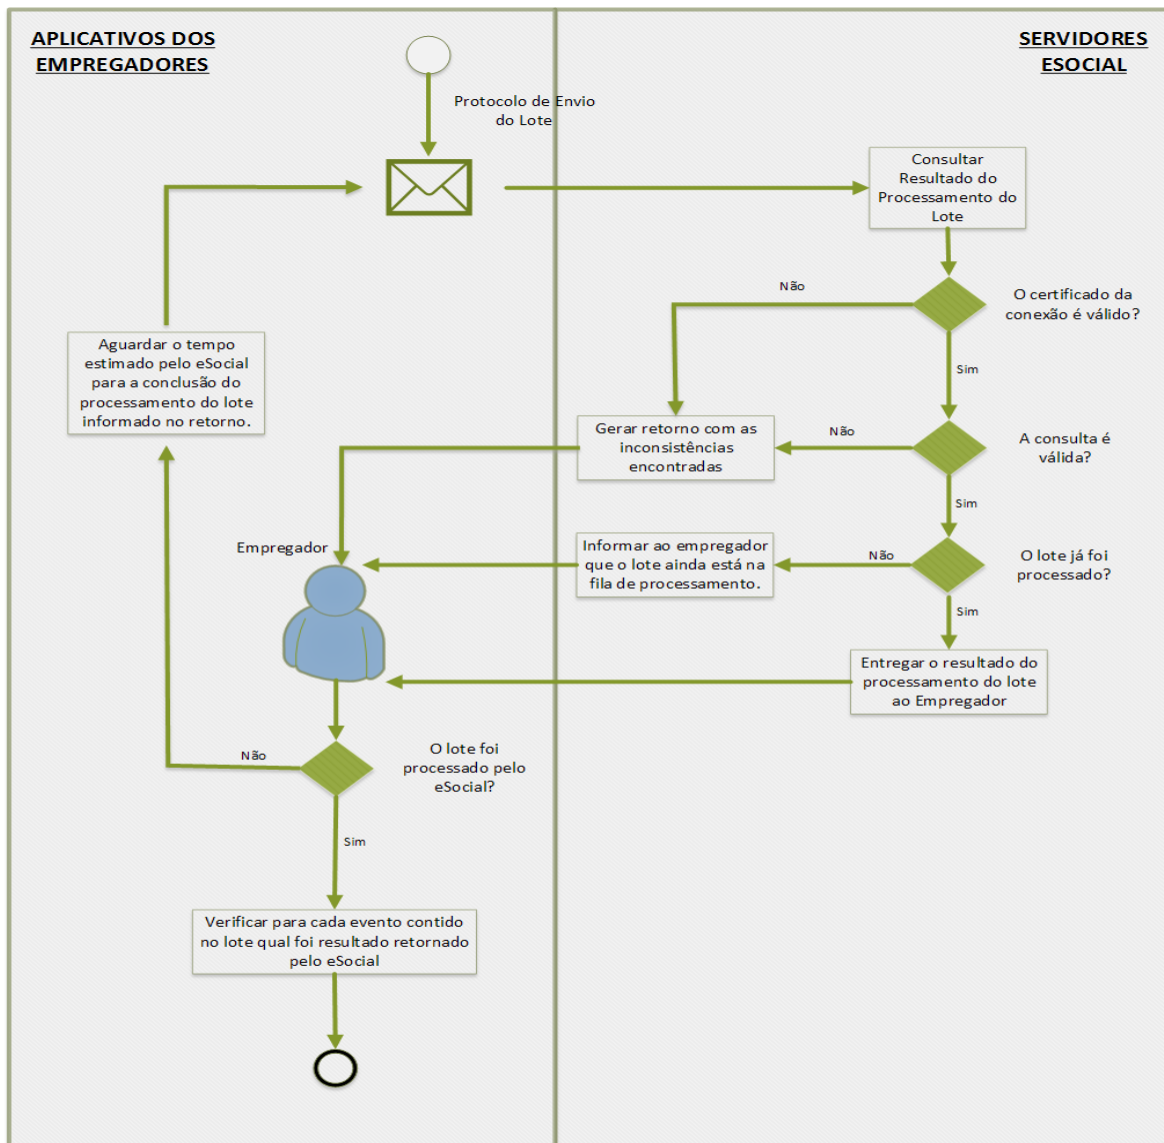 APLICATIVOS DOS
EMPREGADORES
SERVIDORES
ESOCIAL
Protocolo de Envio
do Lote
Consultar
Resultado do
Processamento do
Lote
Não
O certificado da
conexão é válido?
Sim
Aguardar o tempo
estimado pelo eSocial
para a conclusão do
processamento do lote
informado no retorno.
Gerar retorno com as
inconsistências
encontradas
Não
A consulta é
válida?
Sim
Empregador
Informar ao empregador
que o lote ainda está na
fila de processamento.
Não
O lote já foi
processado?
Sim
Entregar o resultado do
processamento do lote
ao Empregador
Não
O lote foi
processado pelo
eSocial?
Sim
Verificar para cada evento contido
no lote qual foi resultado retornado
pelo eSocial